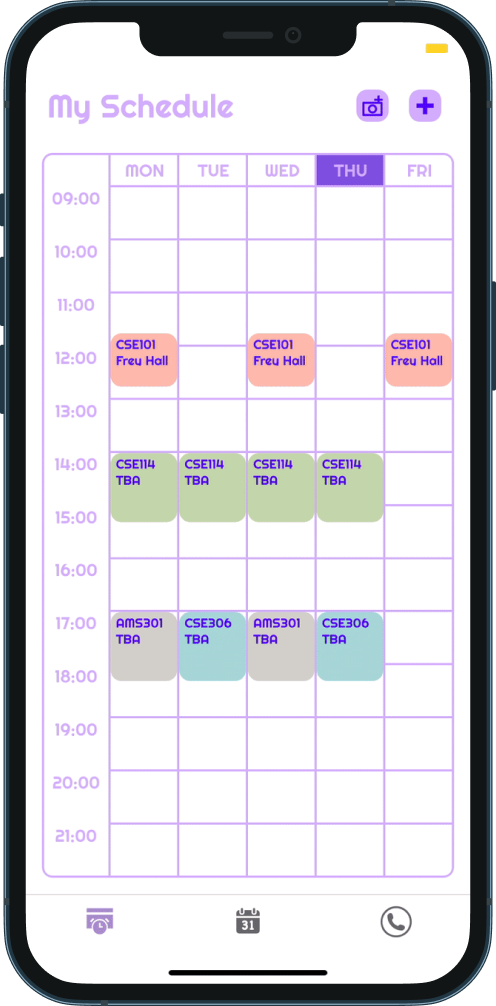 My Schedule
MON TUE WED THU FRI
09:00
10:00
11:00
CSE101 CSE101 CSE101
Frey Hall Frey Hall Frey Hall
12:00
13:00
14:00 CSE114 CSE114 CSE114 CSE114
TBA TBA TBA TBA
15:00
16:00
17:00 AMS301 CSE306 AMS301 CSE306
TBA TBA TBA TBA
18:00
19:00
20:00
21:00
31